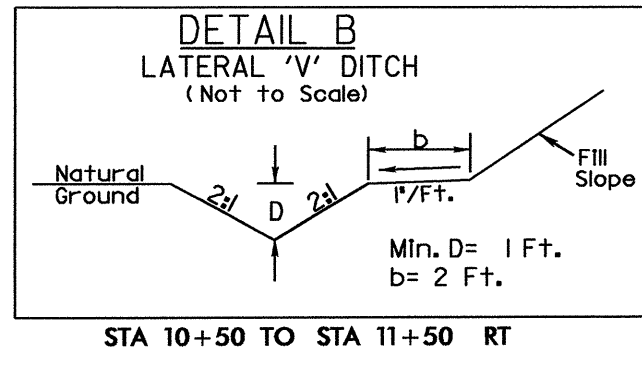 DETAIL B
LATERAL 'V' DITCH
(Not to Scale)
b
Natural
Ground
2:1
D
2:1
1"/Ft.
Fill
Slope
Min. D= 1 Ft.
b= 2 Ft.
STA 10+50 TO STA 11+50 RT